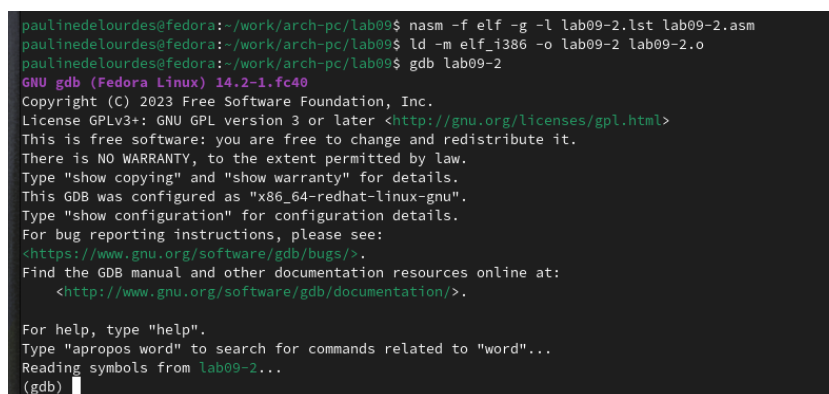 paulinedelourdes@fedora:~/work/arch-pc/lab09$ nasm -f elf -g -l lab09-2.lst lab09-2.asm
paulinedelourdes@fedora:~/work/arch-pc/lab09$ ld -m elf_i386 -o lab09-2 lab09-2.o
paulinedelourdes@fedora:~/work/arch-pc/lab09$ gdb lab09-2
GNU gdb (Fedora Linux) 14.2-1.fc40
Copyright (C) 2023 Free Software Foundation, Inc.
License GPLv3+: GNU GPL version 3 or later <http://gnu.org/licenses/gpl.html>
This is free software: you are free to change and redistribute it.
There is NO WARRANTY, to the extent permitted by law.
Type "show copying" and "show warranty" for details.
This GDB was configured as "x86_64-redhat-linux-gnu".
Type "show configuration" for configuration details.
For bug reporting instructions, please see:
<https://www.gnu.org/software/gdb/bugs/>.
Find the GDB manual and other documentation resources online at:
    <http://www.gnu.org/software/gdb/documentation/>.

For help, type "help".
Type "apropos word" to search for commands related to "word"...
Reading symbols from lab09-2...
(gdb)